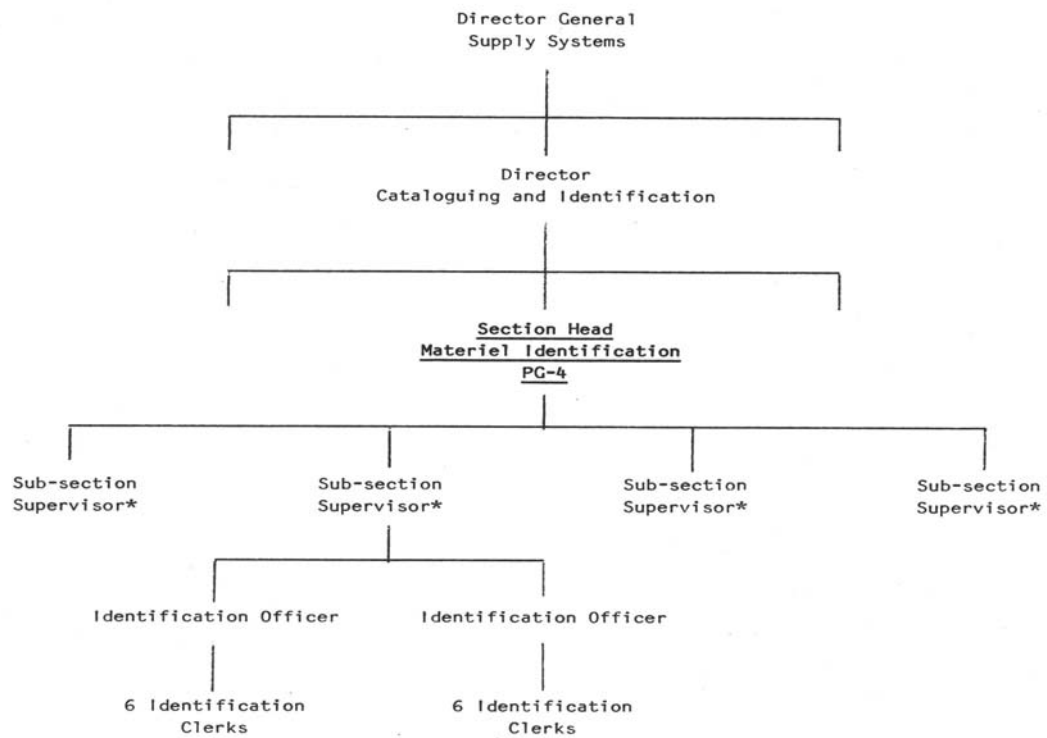 Director General
Supply Systems
Director
Cataloguing and Identification
Section Head
Materiel Identification
PG-4
Sub-section
Supervisor*
Sub-section
Supervisor*
Sub-section
Supervisor*
Sub-section
Supervisor*
Identification Officer
Identification Officer
6 Identification
Clerks
6 Identification
Clerks